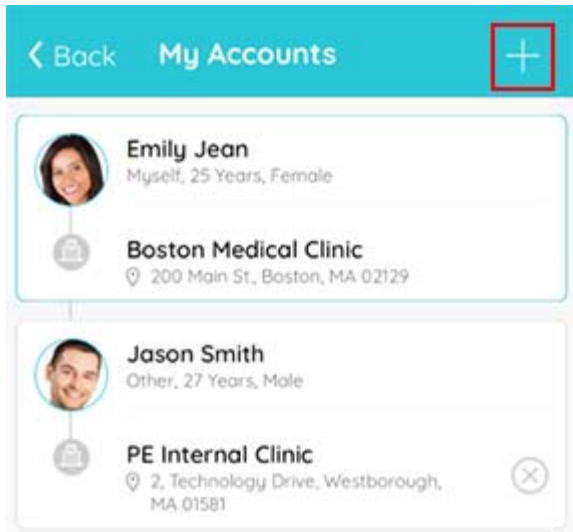 Back My Accounts
Emily Jean
Myself, 25 Years, Female
Boston Medical Clinic
200 Main St., Boston, MA 02129
Jason Smith
Other, 27 Years, Male
PE Internal Clinic
2, Technology Drive, Westborough,
MA 01581